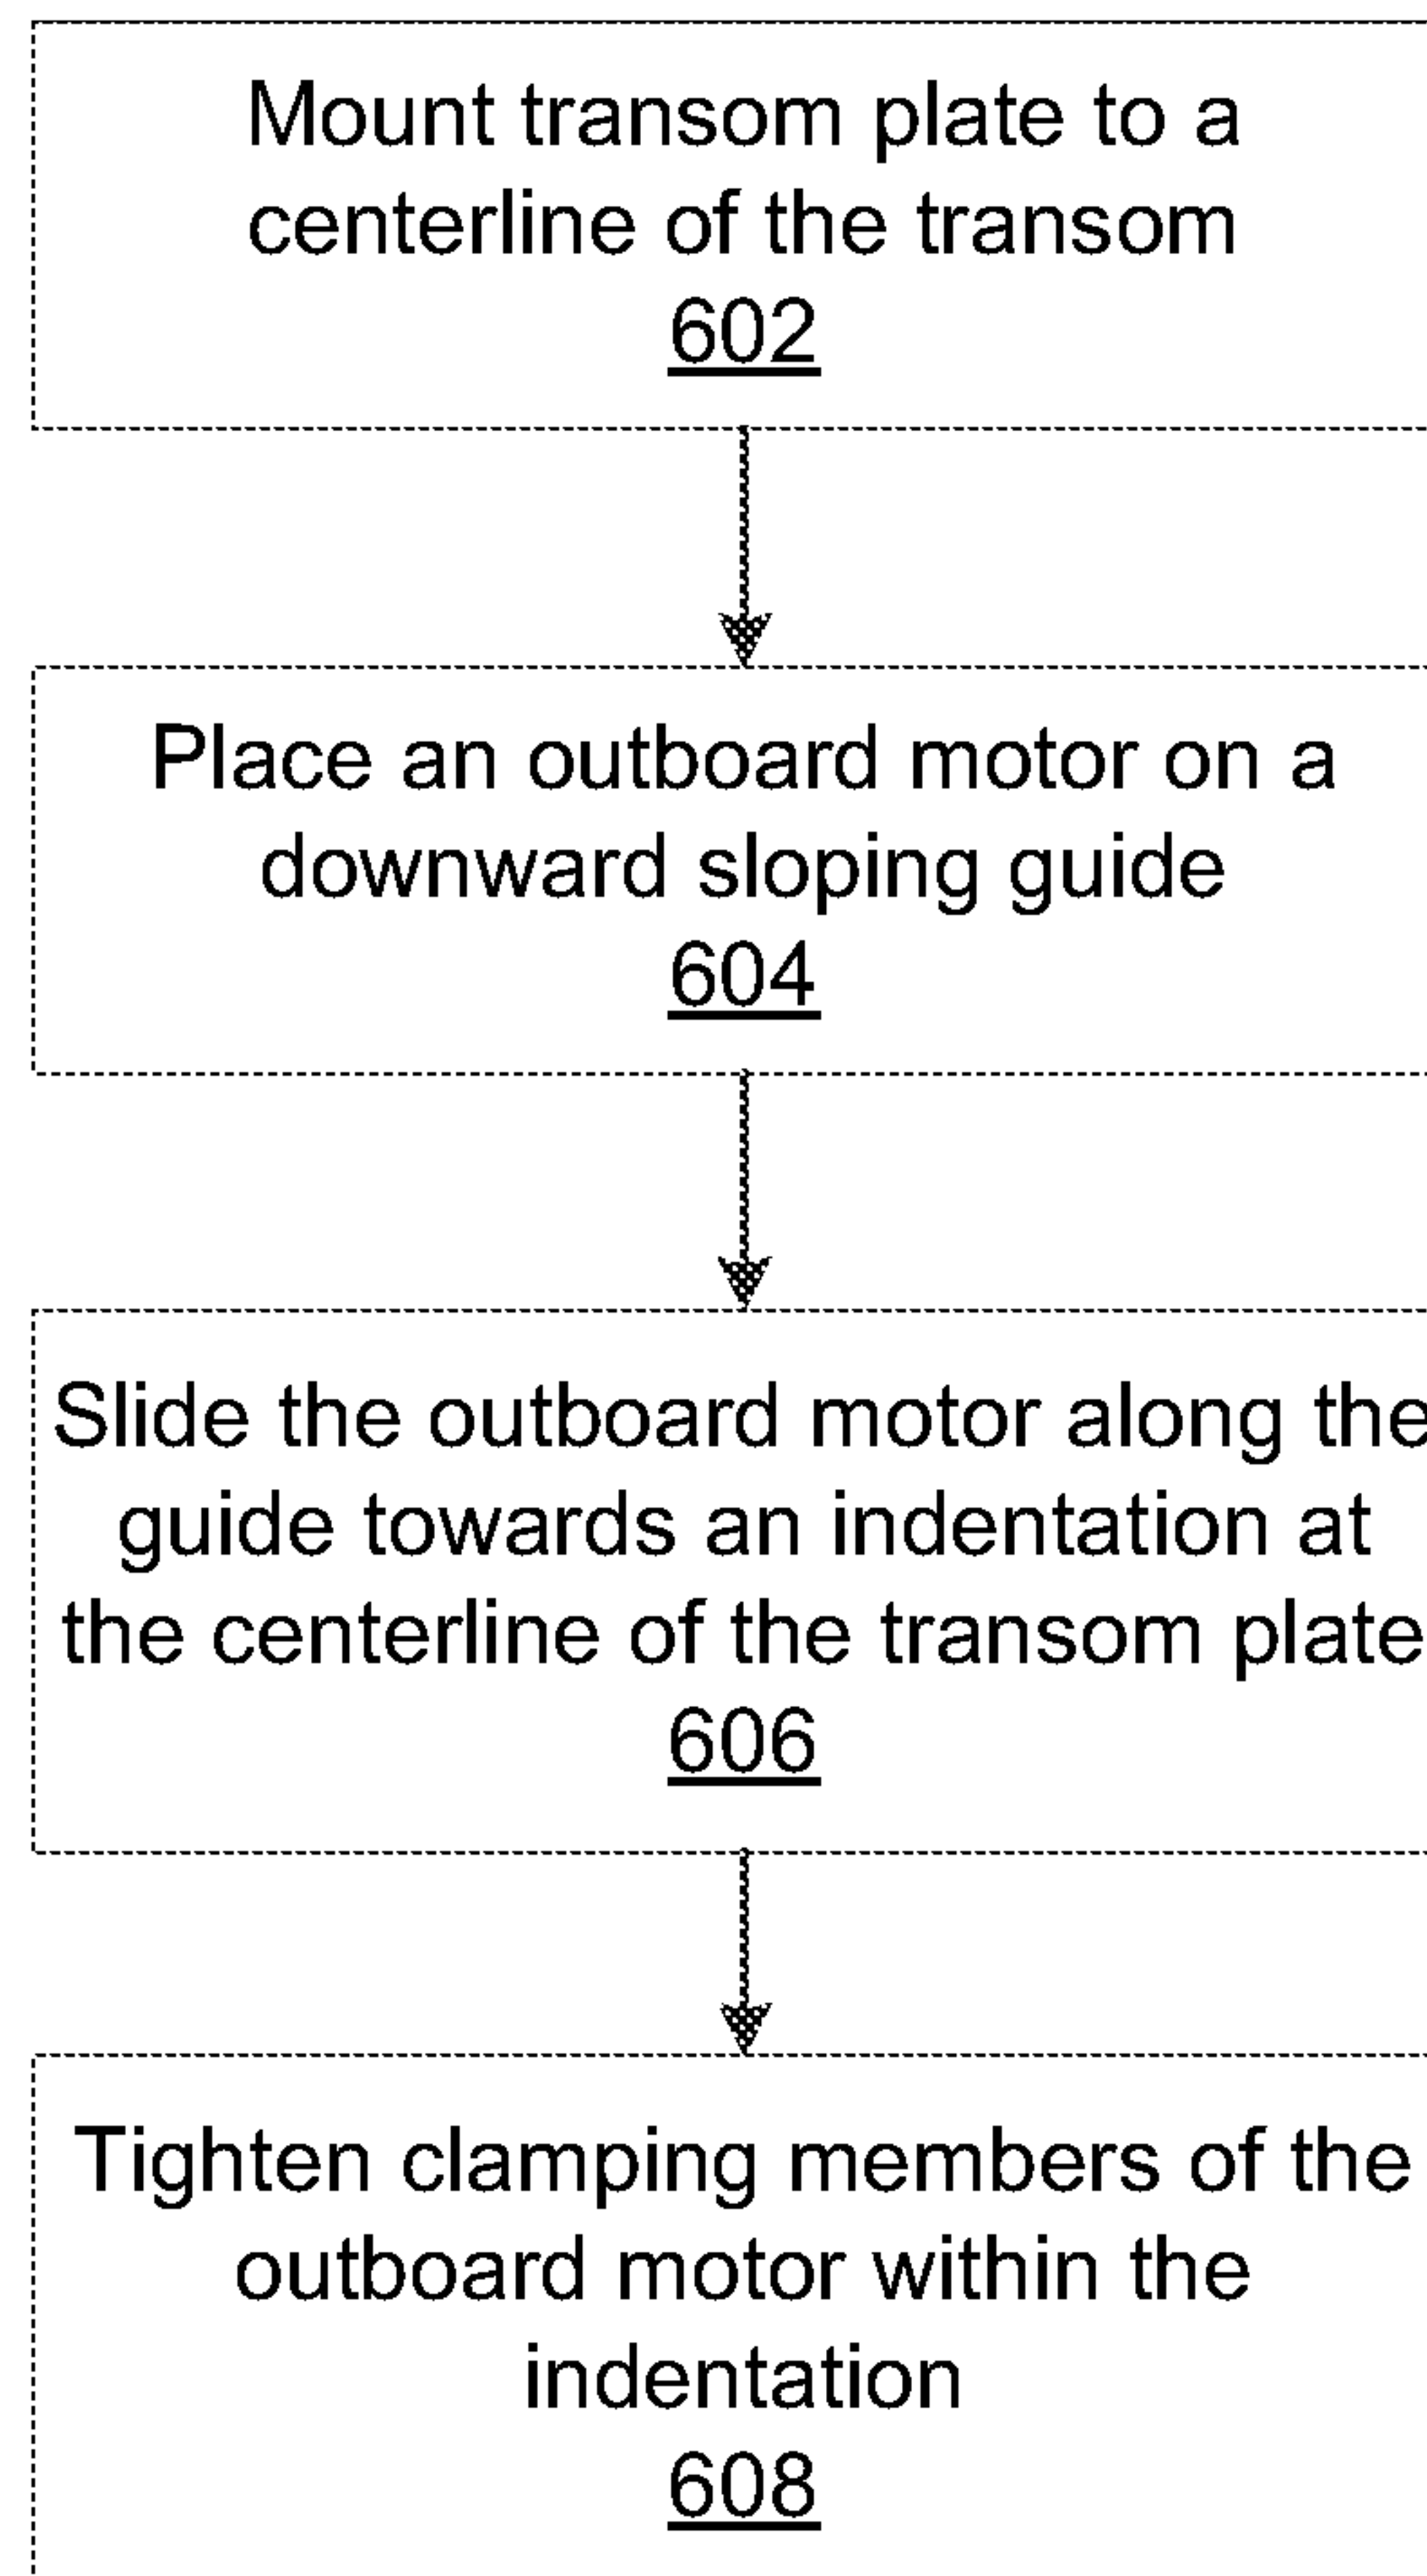 Mount transom plate to a
centerline of the transom
602
Place an outboard motor on a
downward sloping guide
604
Slide the outboard motor along the
guide towards an indentation at
the centerline of the transom plate
606
Tighten clamping members of the
outboard motor within the
indentation
608